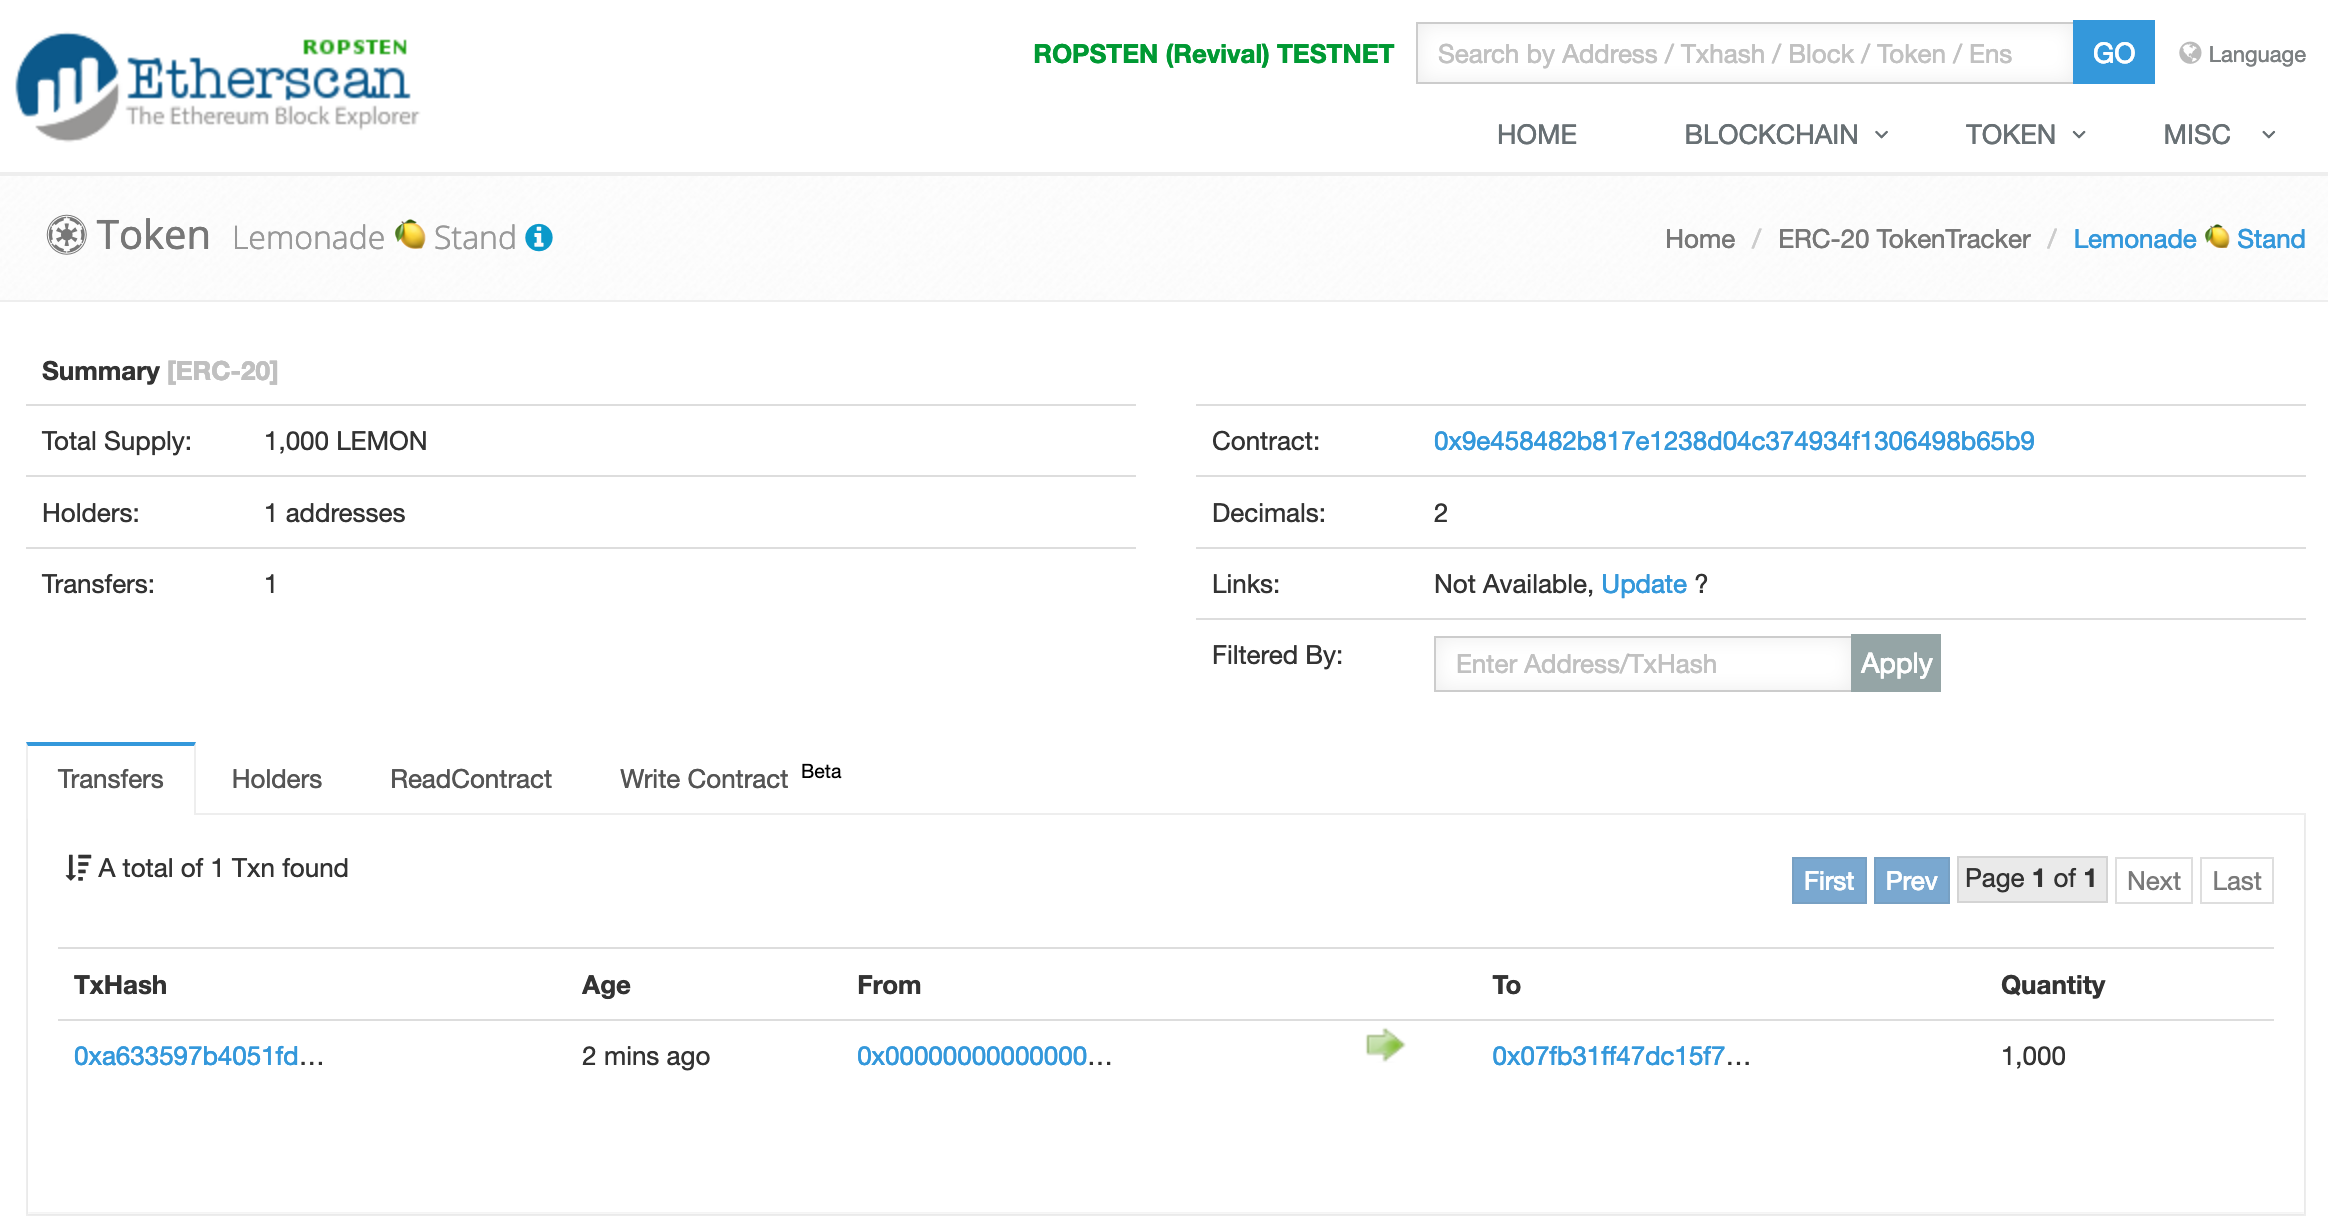 ROPSTEN
Etherscan
The Ethereum Block Explorer
ROPSTEN (Revival) TESTNET Search by Address / Txhash / Block / Token / Ens GO Language
HOME BLOCKCHAIN TOKEN MISC
Token Lemonade 🍋 Stand
Home / ERC-20 TokenTracker / Lemonade 🍋 Stand
Summary [ERC-20]
Total Supply: 1,000 LEMON
Contract: 0x9e458482b817e1238d04c374934f1306498b65b9
Holders: 1 addresses
Decimals: 2
Transfers: 1
Links: Not Available, Update ?
Filtered By: Enter Address/TxHash Apply
Transfers Holders ReadContract Write Contract Beta
A total of 1 Txn found
First Prev Page 1 of 1 Next Last
TxHash Age From To Quantity
0xa633597b4051fd... 2 mins ago 0x00000000000000... 0x07fb31ff47dc15f7... 1,000